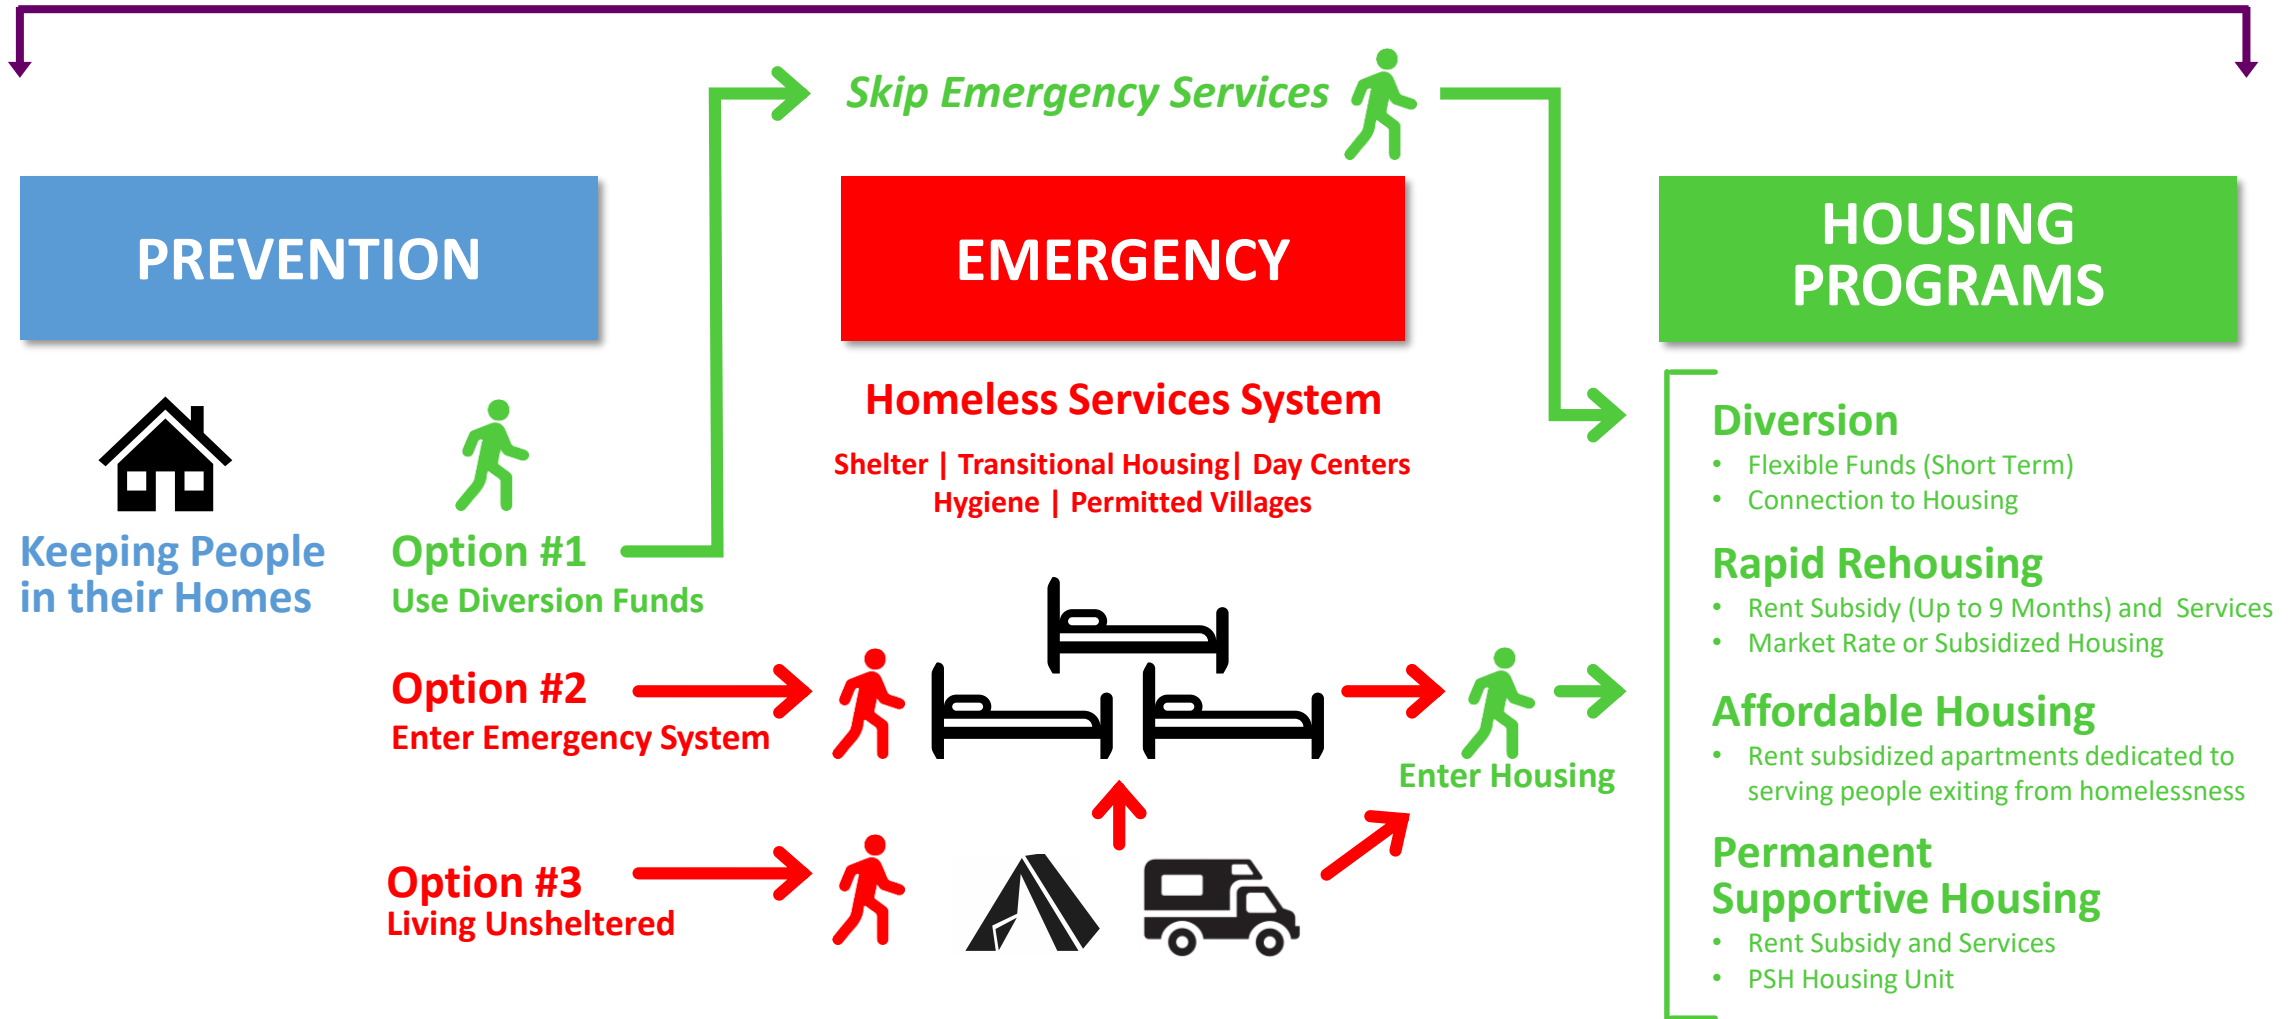 Skip Emergency Services
PREVENTION
EMERGENCY
HOUSING
PROGRAMS
Keeping People
in their Homes
Option #1
Use Diversion Funds
Option #2
Enter Emergency System
Option #3
Living Unsheltered
Homeless Services System
Shelter | Transitional Housing| Day Centers
Hygiene | Permitted Villages
Enter Housing
Diversion
• Flexible Funds (Short Term)
• Connection to Housing
Rapid Rehousing
• Rent Subsidy (Up to 9 Months) and Services
• Market Rate or Subsidized Housing
Affordable Housing
• Rent subsidized apartments dedicated to
serving people exiting from homelessness
Permanent
Supportive Housing
• Rent Subsidy and Services
• PSH Housing Unit